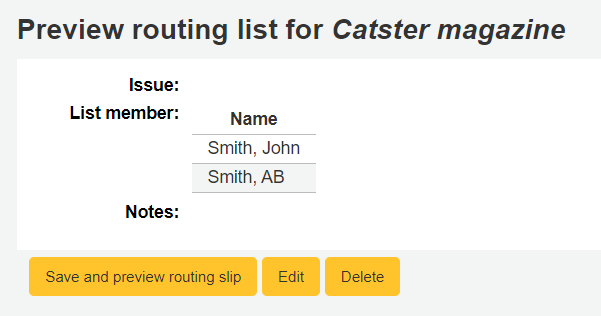 Preview routing list for Catster magazine
Issue:
List member:
Name
Smith, John
Smith, AB
Notes:
Save and preview routing slip Edit Delete